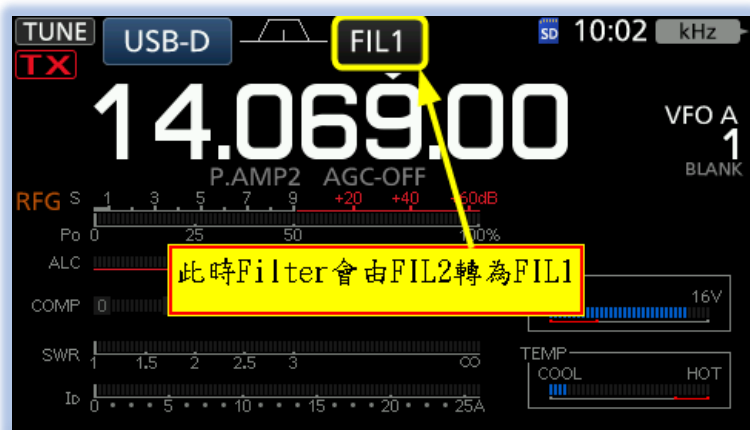 TUNE USB-D FIL1 SD 10:02 kHz
TX
14.069.00 VFO A
1
P.AMP2 AGC-OFF BLANK
RFG S 1 3 5 7 9 +20 +40 +60dB
Po 0 25 50 100%
ALC
此時Filter會由FIL2轉為FIL1
COMP 0 16V
SWR 1 1.5 2 2.5 3 ∞ TEMP
COOL HOT
ID 0 5 10 15 20 25A